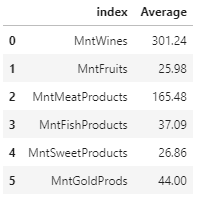 index Average
0 MntWines 301.24
1 MntFruits 25.98
2 MntMeatProducts 165.48
3 MntFishProducts 37.09
4 MntSweetProducts 26.86
5 MntGoldProds 44.00